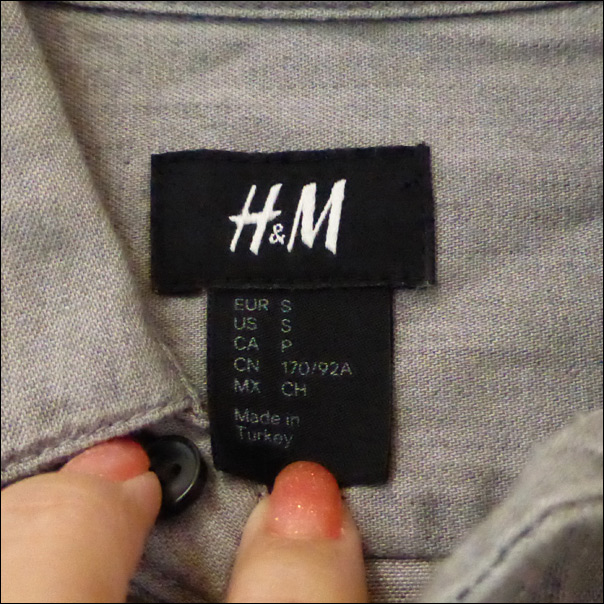 H&M
EUR S
US S
CA P
CN 170/92A
MX CH
Made in
Turkey